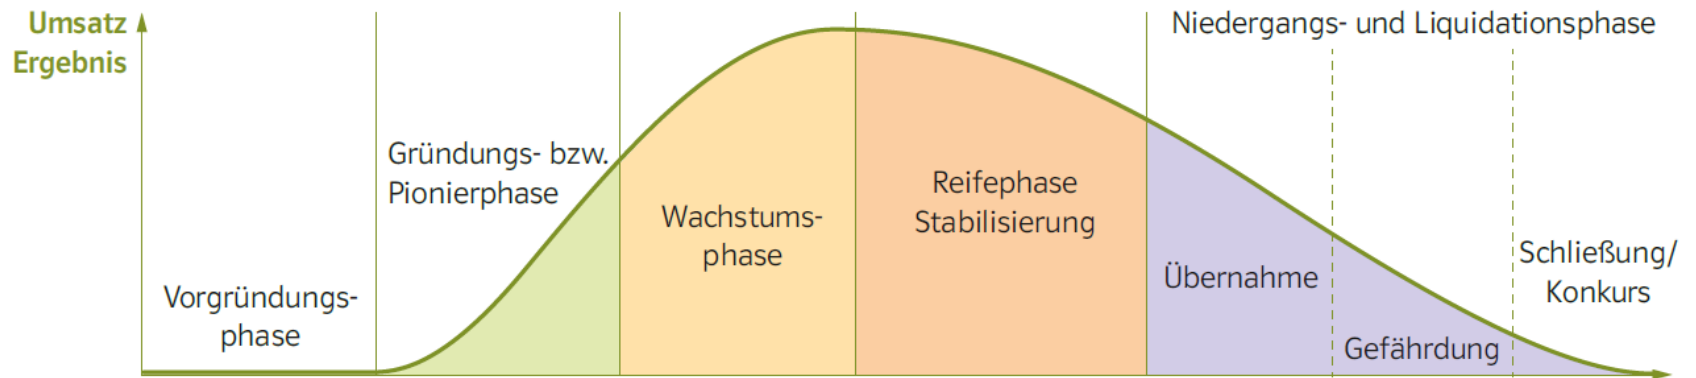 Umsatz
Ergebnis
Niedergangs- und Liquidationsphase
Vorgründungs-
phase
Gründungs- bzw.
Pionierphase
Wachstums-
phase
Reifephase
Stabilisierung
Übernahme
Gefährdung
Schließung/
Konkurs